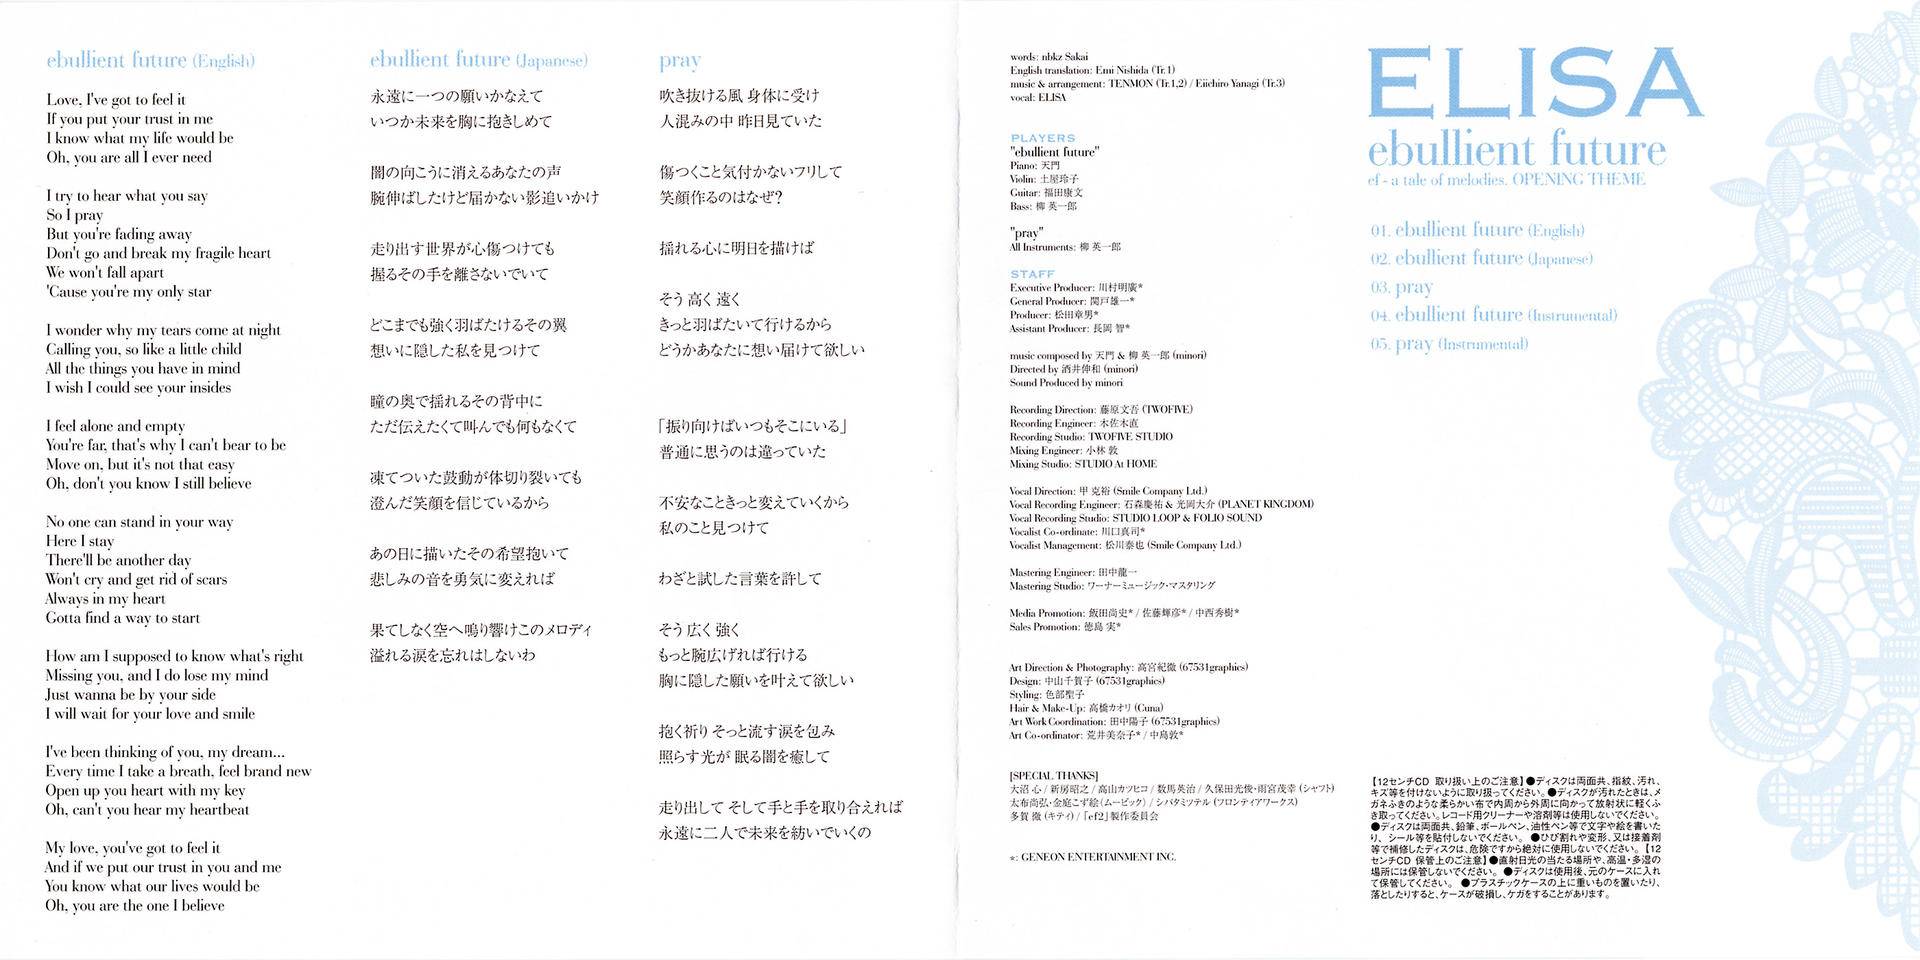 ebullient future (English)
Love, I've got to feel it
If you put your trust in me
I know what my life would be
Oh, you are all I ever need
I try to hear what you say
So I pray
But you're fading away
Don't go and break my fragile heart
We won't fall apart
'Cause you're my only star
I wonder why my tears come at night
Calling you, so like a little child
All the things you have in mind
I wish I could see your insides
I feel alone and empty
You're far, that's why I can't bear to be
Move on, but it's not that easy
Oh, don't you know I still believe
No one can stand in your way
Here I stay
There'll be another day
Won't cry and get rid of scars
Always in my heart
Gotta find a way to start
How am I supposed to know what's right
Missing you, and I do lose my mind
Just wanna be by your side
I will wait for your love and smile
I've been thinking of you, my dream...
Every time I take a breath, feel brand new
Open up you heart with my key
Oh, can't you hear my heartbeat
My love, you've got to feel it
And if we put our trust in you and me
You know what our lives would be
Oh, you are the one I believe
ebullient future (Japanese)
永遠に一つの願いかなえて
いつか未来を胸に抱きしめて
闇の向こうに消えるあなたの声
腕伸ばしたけど届かない影追いかけ
走り出す世界が心傷つけても
握るその手を離さないでいて
どこまでも強く羽ばたけるその翼
想いに隠した私を見つけて
瞳の奥で揺れるその背中に
ただ伝えたくて叫んでも何もなくて
凍てついた鼓動が体切り裂いても
澄んだ笑顔を信じているから
あの日に描いたその希望抱いて
悲しみの音を勇気に変えれば
果てしなく空へ鳴り響けこのメロディ
溢れる涙を忘れはしないわ
pray
吹き抜ける風 身体に受け
人混みの中 昨日見ていた
傷つくこと気付かないフリして
笑顔作るのはなぜ?
揺れる心に明日を描けば
そう 高く 遠く
きっと羽ばたいて行けるから
どうかあなたに想い届けて欲しい
「振り向けばいつもそこにいる」
普通に思うのは違っていた
不安なこときっと変えていくから
私のこと見つけて
わざと試した言葉を許して
そう 広く 強く
もっと腕広げれば行ける
胸に隠した願いを叶えて欲しい
抱く祈り そっと流す涙を包み
照らす光が 眠る闇を癒して
走り出して そして手と手を取り合えれば
永遠に二人で未来を紡いでいくの
words: nbkz Sakai
English translation: Emi Nishida (Tr.1)
music & arrangement: TENMON (Tr.1,2) / Eiichiro Yanagi (Tr.3)
vocal: ELISA
PLAYERS
"ebullient future"
Piano: 天門
Violin: 土屋玲子
Guitar: 福田康文
Bass: 柳 英一郎
"pray"
All Instruments: 柳 英一郎
STAFF
Executive Producer: 川村明廣*
General Producer: 関戸雄一*
Producer: 松田章男*
Assistant Producer: 長岡 智*
music composed by 天門 & 柳 英一郎 (minori)
Directed by 酒井伸和 (minori)
Sound Produced by minori
Recording Direction: 藤原文吾 (TWOFIVE)
Recording Engineer: 木佐木直
Recording Studio: TWOFIVE STUDIO
Mixing Engineer: 小林 敦
Mixing Studio: STUDIO At HOME
Vocal Direction: 甲 克裕 (Smile Company Ltd.)
Vocal Recording Engineer: 石森慶祐 & 光岡大介 (PLANET KINGDOM)
Vocal Recording Studio: STUDIO LOOP & FOLIO SOUND
Vocalist Co-ordinate: 川口真司*
Vocalist Management: 松川泰也 (Smile Company Ltd.)
Mastering Engineer: 田中龍一
Mastering Studio: ワーナーミュージック・マスタリング
Media Promotion: 飯田尚史* / 佐藤輝彦* / 中西秀樹*
Sales Promotion: 徳島 実*
Art Direction & Photography: 高宮紀徹 (67531graphics)
Design: 中山千賀子 (67531graphics)
Styling: 色部聖子
Hair & Make-Up: 高橋カオリ (Cuna)
Art Work Coordination: 田中陽子 (67531graphics)
Art Co-ordinator: 荒井美奈子* / 中島敦*
[SPECIAL THANKS]
大沼 心 / 新房昭之 / 高山カツヒコ / 数馬英治 / 久保田光俊・雨宮茂幸 (シャフト)
太布尚弘・金庭こず絵 (ムービック) / シバタミツテル (フロンティアワークス)
多賀 徹 (キティ) / 「ef2」製作委員会
*: GENEON ENTERTAINMENT INC.
ELISA
ebullient future
ef - a tale of melodies. OPENING THEME
01. ebullient future (English)
02. ebullient future (Japanese)
03. pray
04. ebullient future (Instrumental)
05. pray (Instrumental)
【12センチCD 取り扱い上のご注意】●ディスクは両面共、指紋、汚れ、
キズ等を付けないように取り扱ってください。●ディスクが汚れたときは、メ
ガネふきのような柔らかい布で内周から外周に向かって放射状に軽くふ
き取ってください。レコード用クリーナーや溶剤等は使用しないでください。
●ディスクは両面共、鉛筆、ボールペン、油性ペン等で文字や絵を書いた
り、シール等を貼付しないでください。●ひび割れや変形、又は接着剤
等で補修したディスクは、危険ですから絶対に使用しないでください。【12
センチCD 保管上のご注意】●直射日光の当たる場所や、高温・多湿の
場所には保管しないでください。●ディスクは使用後、元のケースに入れ
て保管してください。●プラスチックケースの上に重いものを置いたり、
落としたりすると、ケースが破損し、ケガをすることがあります。